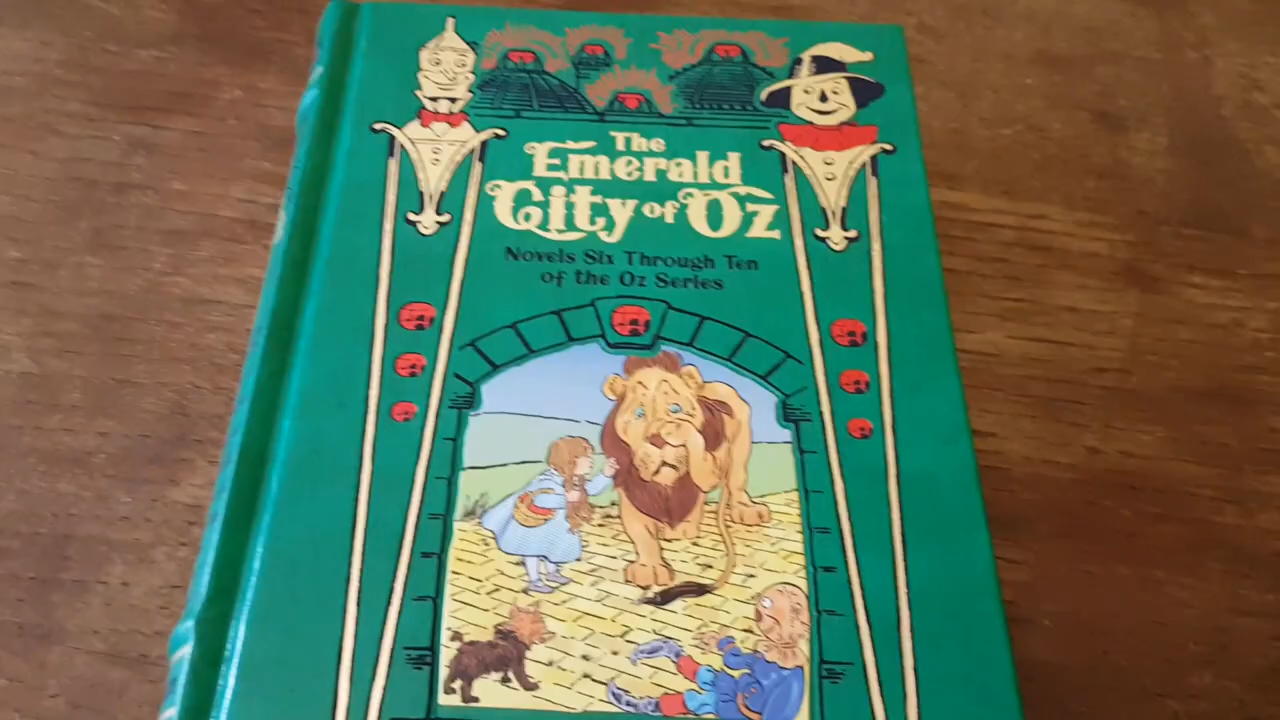 The
Emerald
City of Oz
Novels Six Through Ten
of the Oz Series